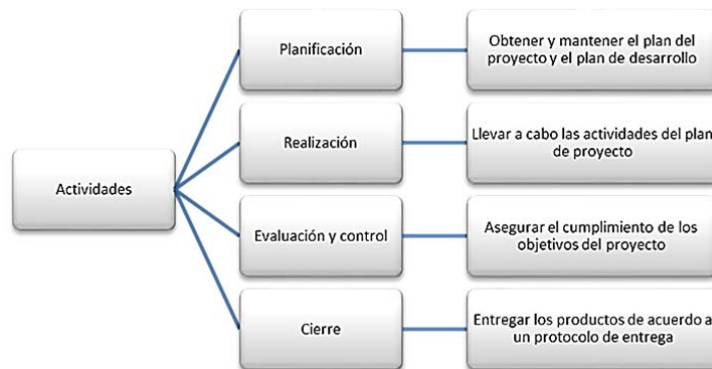 Planificación
Obtener y mantener el plan del
proyecto y el plan de desarrollo
Realización
Llevar a cabo las actividades del plan
de proyecto
Actividades
Evaluación y control
Asegurar el cumplimiento de los
objetivos del proyecto
Cierre
Entregar los productos de acuerdo a
un protocolo de entrega